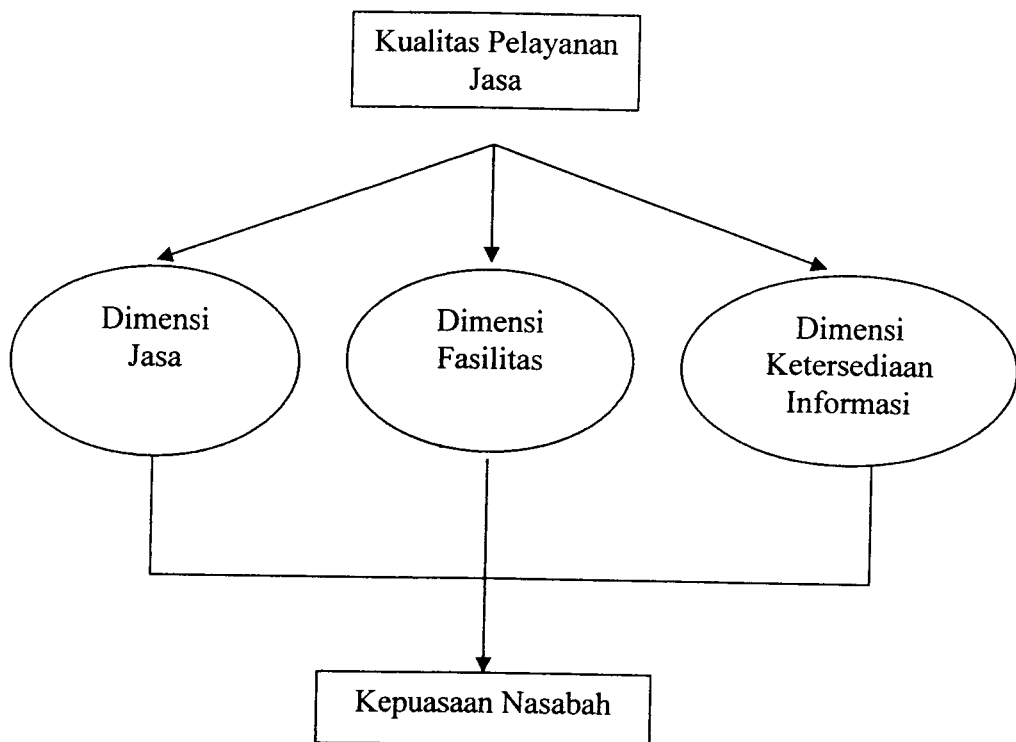 Kualitas Pelayanan
Jasa
Dimensi
Jasa
Dimensi
Fasilitas
Dimensi
Ketersediaan
Informasi
Kepuasaan Nasabah